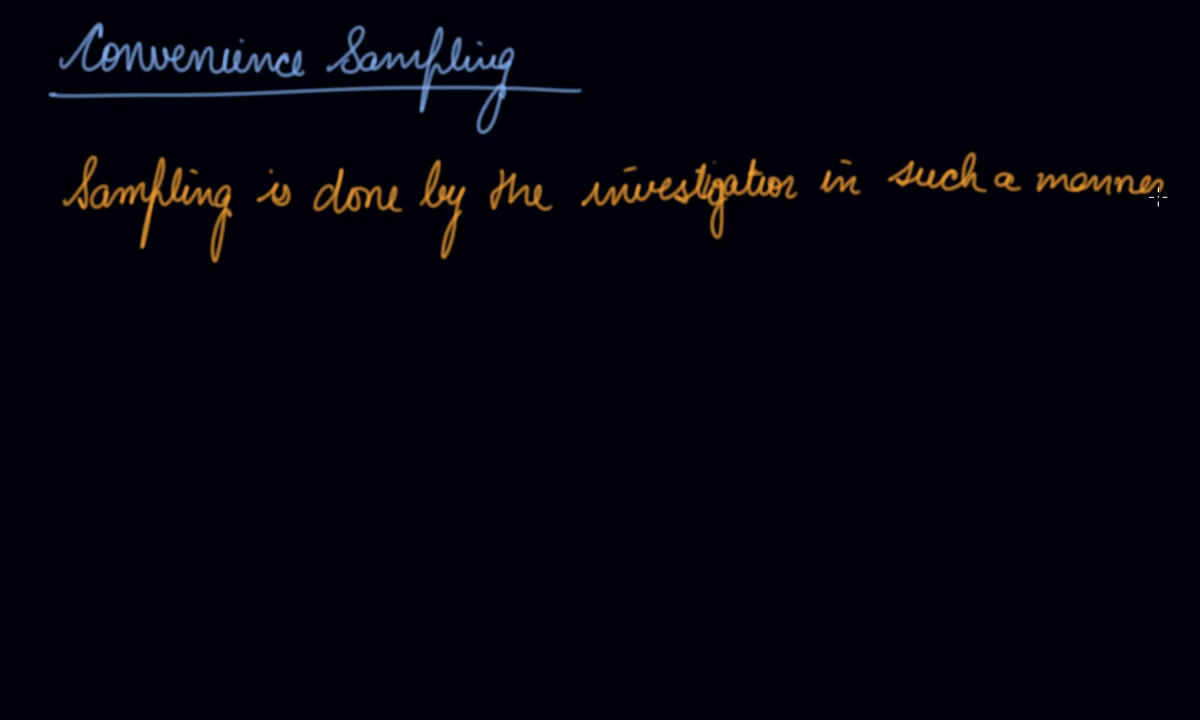 Convenience Sampling
Sampling is done by the investigator in such a manner